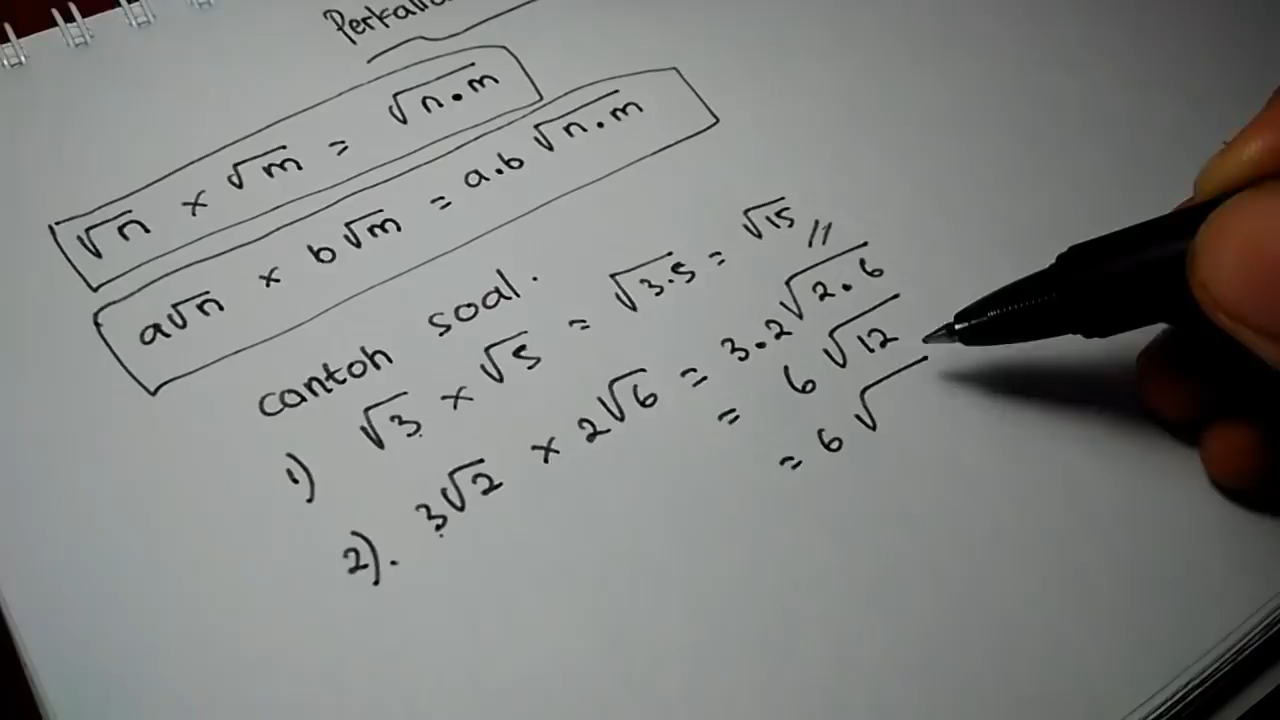 √n × √m = √n.m
a√n × b√m = a.b √n.m
contoh soal.
1) √3 × √5 = √3.5 = √15 //
2). 3√2 × 2√6 = 3.2√2.6
= 6 √12
= 6 √